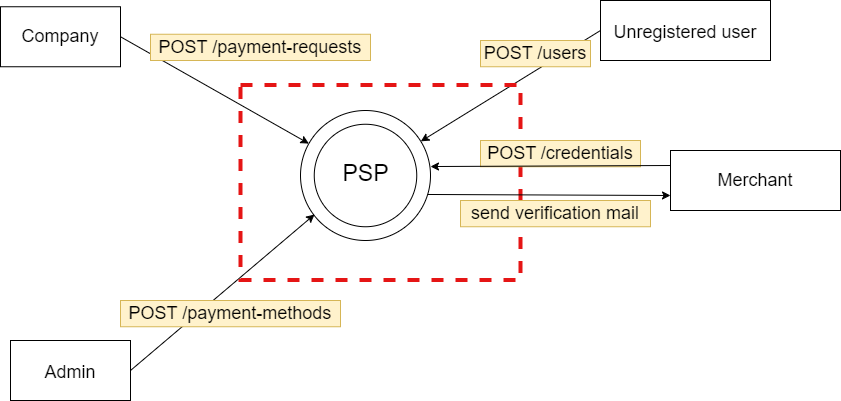 Company
Unregistered user
POST /payment-requests
POST /users
POST /credentials
PSP
Merchant
send verification mail
POST /payment-methods
Admin